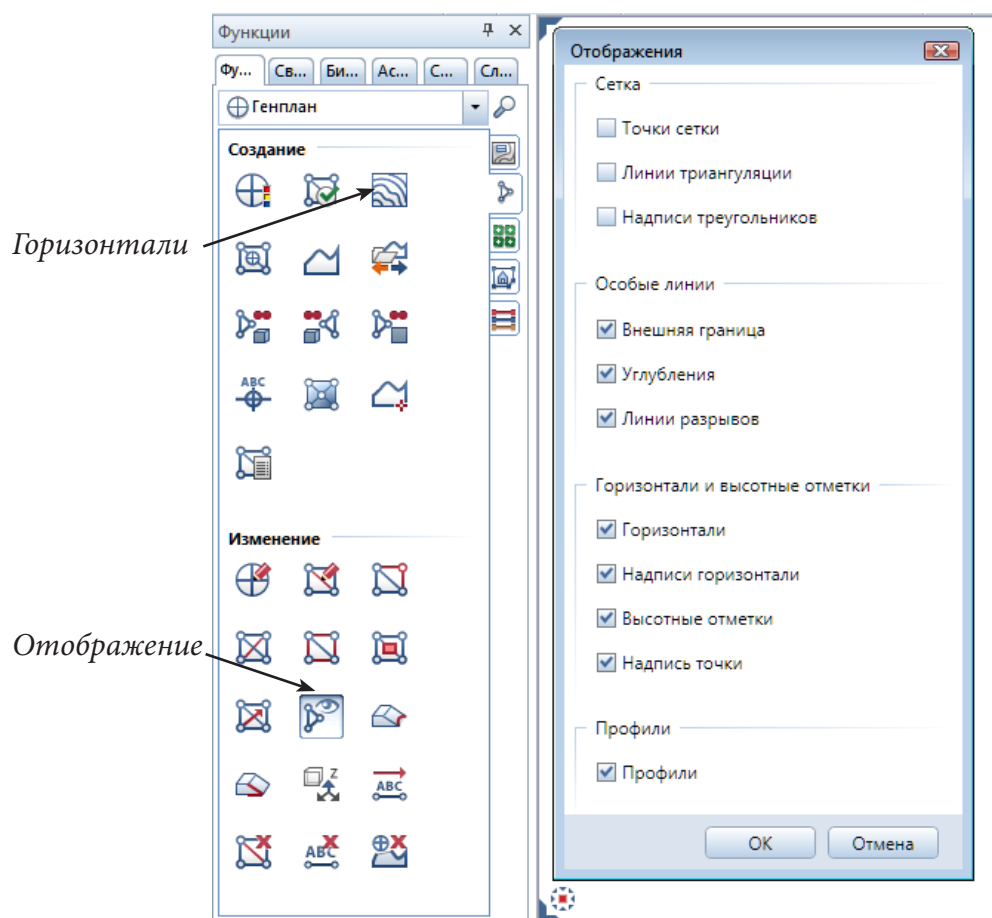 Функции
Фу... Св... Би... Ас... С... Сл...
Генплан
Создание
Горизонтали
ABC
Изменение
Отображение
Z
ABC
ABC
Отображения
Сетка
Точки сетки
Линии триангуляции
Надписи треугольников
Особые линии
Внешняя граница
Углубления
Линии разрывов
Горизонтали и высотные отметки
Горизонтали
Надписи горизонтали
Высотные отметки
Надпись точки
Профили
Профили
ОК Отмена